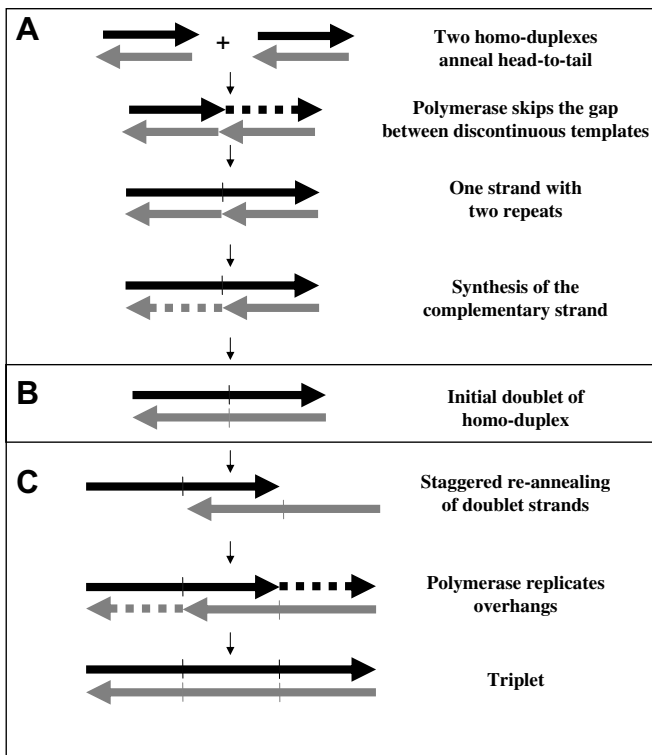 A
+
Two homo-duplexes
anneal head-to-tail
Polymerase skips the gap
between discontinuous templates
One strand with
two repeats
Synthesis of the
complementary strand
B
Initial doublet of
homo-duplex
C
Staggered re-annealing
of doublet strands
Polymerase replicates
overhangs
Triplet